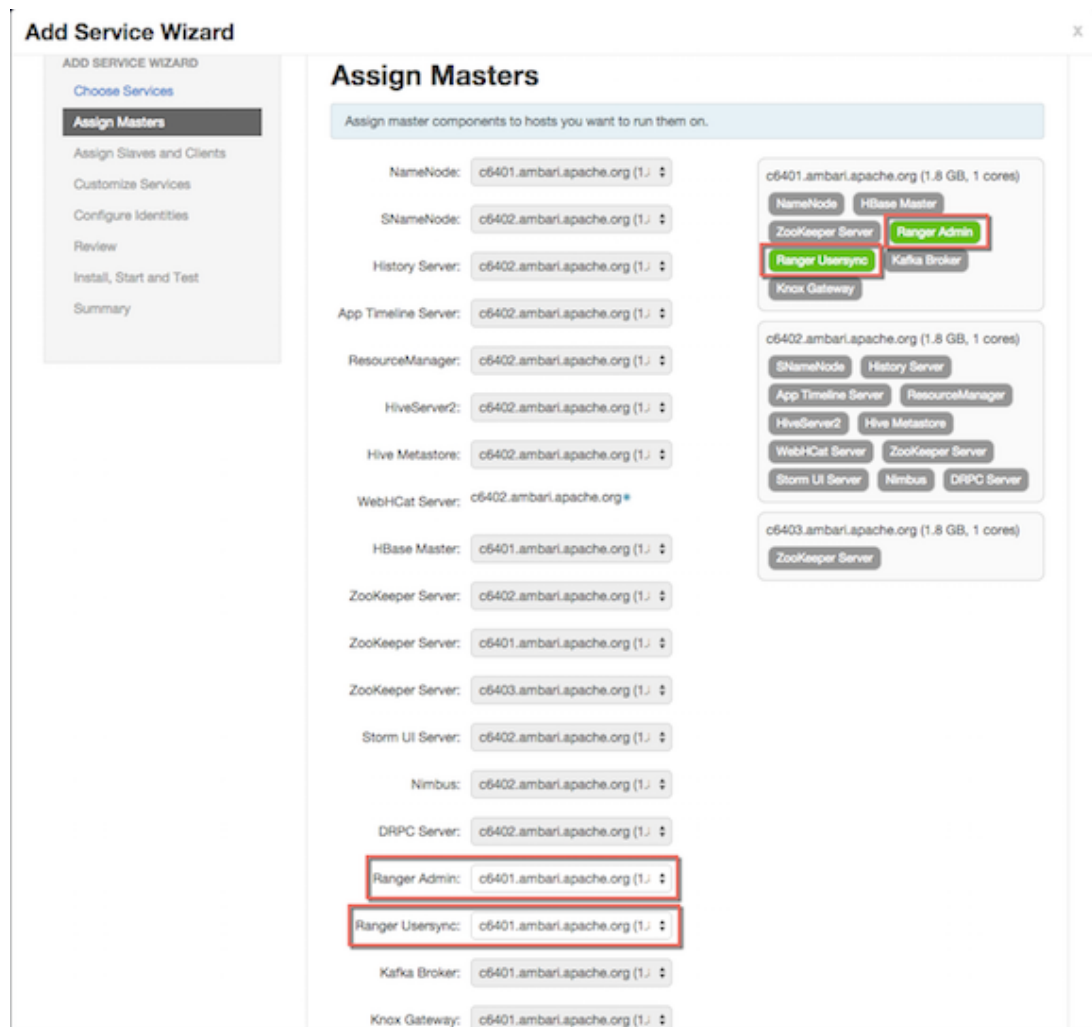 Add Service Wizard
x
ADD SERVICE WIZARD
Choose Services
Assign Masters
Assign Slaves and Clients
Customize Services
Configure Identities
Review
Install, Start and Test
Summary
Assign Masters
Assign master components to hosts you want to run them on.
NameNode: c6401.ambari.apache.org (1.
SNameNode: c6402.ambari.apache.org (1.
History Server: c6402.ambari.apache.org (1.
App Timeline Server: c6402.ambari.apache.org (1.
ResourceManager: c6402.ambari.apache.org (1.
HiveServer2: c6402.ambari.apache.org (1.
Hive Metastore: c6402.ambari.apache.org (1.
WebHCat Server: c6402.ambari.apache.org*
HBase Master: c6401.ambari.apache.org (1.
ZooKeeper Server: c6402.ambari.apache.org (1.
ZooKeeper Server: c6401.ambari.apache.org (1.
ZooKeeper Server: c6403.ambari.apache.org (1.
Storm UI Server: c6402.ambari.apache.org (1.
Nimbus: c6402.ambari.apache.org (1.
DRPC Server: c6402.ambari.apache.org (1.
Ranger Admin: c6401.ambari.apache.org (1.
Ranger Usersync: c6401.ambari.apache.org (1.
Kafka Broker: c6401.ambari.apache.org (1.
Knox Gateway: c6401.ambari.apache.org (1.
c6401.ambari.apache.org (1.8 GB, 1 cores)
NameNode HBase Master
ZooKeeper Server Ranger Admin
Ranger Usersync Kafka Broker
Knox Gateway
c6402.ambari.apache.org (1.8 GB, 1 cores)
SNameNode History Server
App Timeline Server ResourceManager
HiveServer2 Hive Metastore
WebHCat Server ZooKeeper Server
Storm UI Server Nimbus DRPC Server
c6403.ambari.apache.org (1.8 GB, 1 cores)
ZooKeeper Server